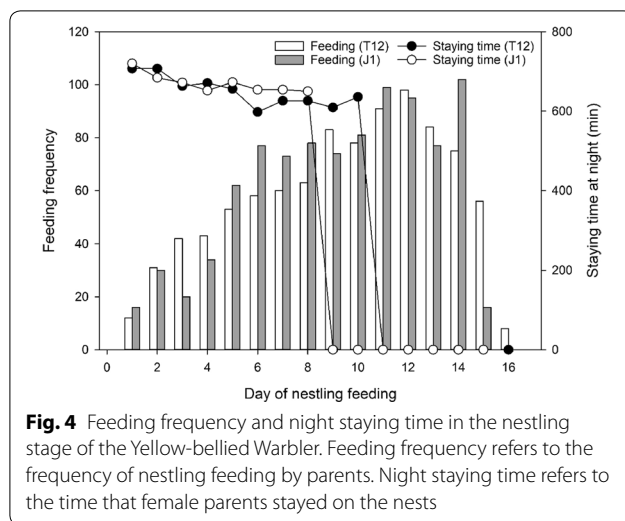 Feeding (T12) Staying time (T12)
Feeding (J1) Staying time (J1)
120
100
80
60
40
20
0
Feeding frequency
800
600
400
200
0
Staying time at night (min)
0 2 4 6 8 10 12 14 16
Day of nestling feeding
Fig. 4 Feeding frequency and night staying time in the nestling
stage of the Yellow-bellied Warbler. Feeding frequency refers to the
frequency of nestling feeding by parents. Night staying time refers to
the time that female parents stayed on the nests